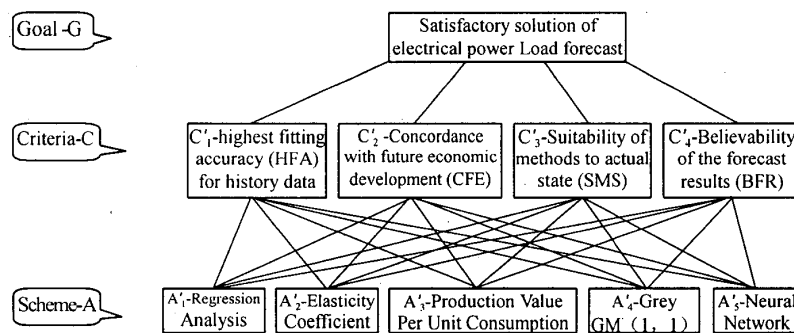 Goal -G
Satisfactory solution of
electrical power Load forecast
Criteria-C
C′₁-highest fitting
accuracy (HFA)
for history data
C′₂ -Concordance
with future economic
development (CFE)
C′₃-Suitability of
methods to actual
state (SMS)
C′₄-Believability
of the forecast
results (BFR)
Scheme-A
A′₁-Regression
Analysis
A′₂-Elasticity
Coefficient
A′₃-Production Value
Per Unit Consumption
A′₄-Grey
GM (1, 1)
A′₅-Neural
Network